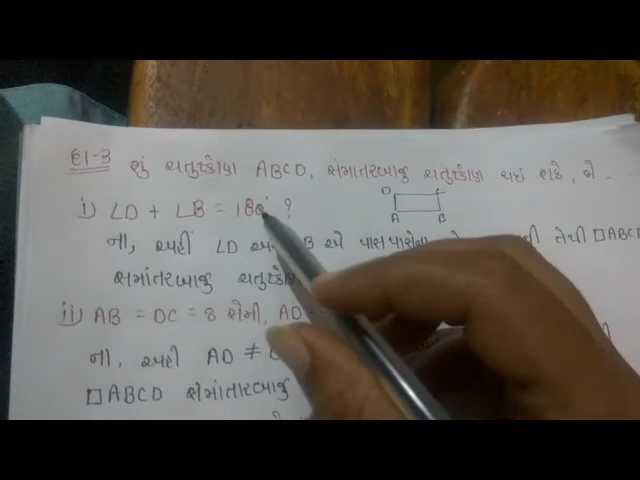 દા-3 શું ચતુષ્કોણ ABCD, સમાંતરબાજુ ચતુષ્કોણ થઈ શકે, જો ...
D
A B
i) ∠D + ∠B = 180° ?
ના, અહીં ∠D અને B એ પાસપાસેના તેથી □ABCD
સમાંતરબાજુ ચતુષ્કોણ
ii) AB = DC = 8 સેમી, AD
ના, અહીં AD ≠
□ABCD સમાંતરબાજુ